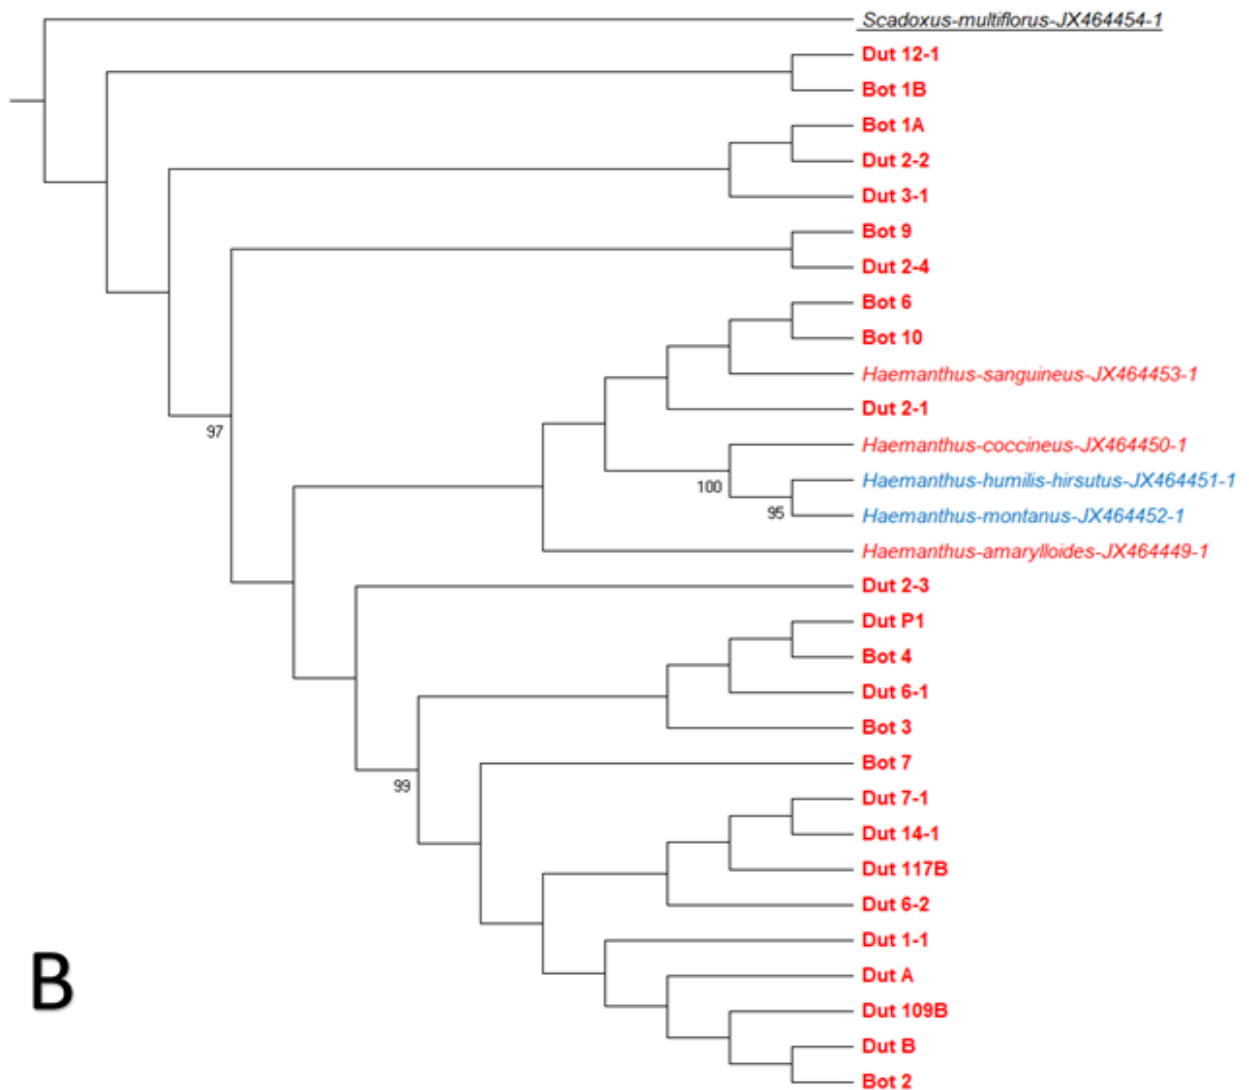 Scadoxus-multiflorus-JX464454-1
Dut 12-1
Bot 1B
Bot 1A
Dut 2-2
Dut 3-1
Bot 9
Dut 2-4
Bot 6
Bot 10
Haemanthus-sanguineus-JX464453-1
Dut 2-1
97
Haemanthus-coccineus-JX464450-1
Haemanthus-humilis-hirsutus-JX464451-1
100
Haemanthus-montanus-JX464452-1
95
Haemanthus-amarylloides-JX464449-1
Dut 2-3
Dut P1
Bot 4
Dut 6-1
Bot 3
Bot 7
99
Dut 7-1
Dut 14-1
Dut 117B
Dut 6-2
Dut 1-1
Dut A
B
Dut 109B
Dut B
Bot 2